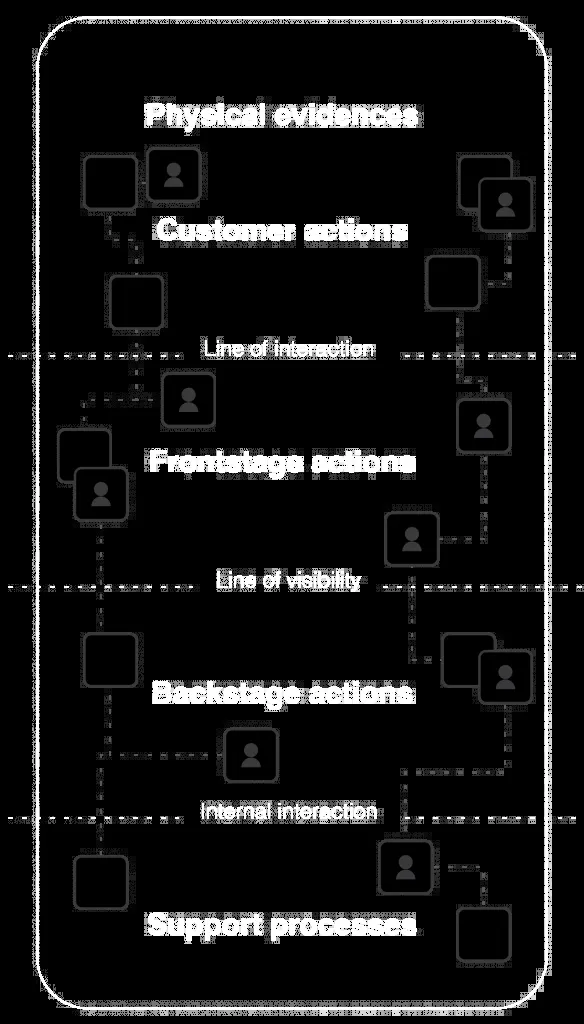 Physical evidences
Customer actions
Line of interaction
Frontstage actions
Line of visibility
Backstage actions
Internal interaction
Support processes